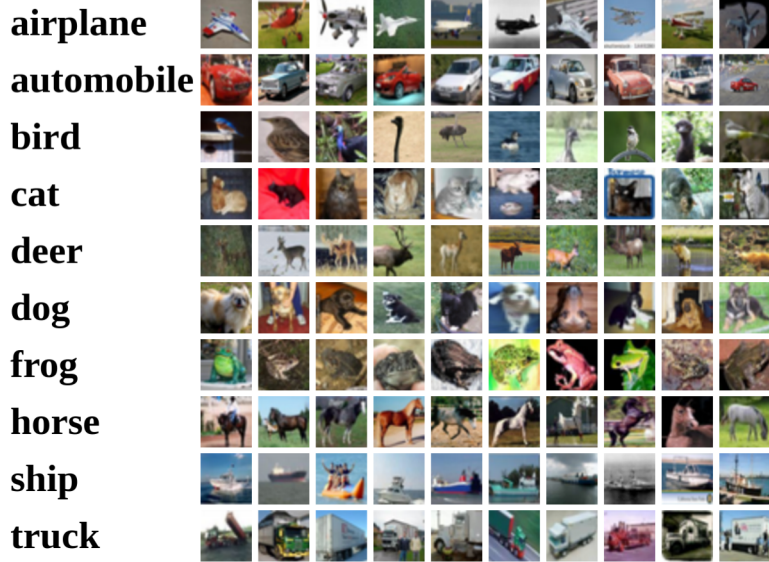 airplane
automobile
bird
cat
deer
dog
frog
horse
ship
truck